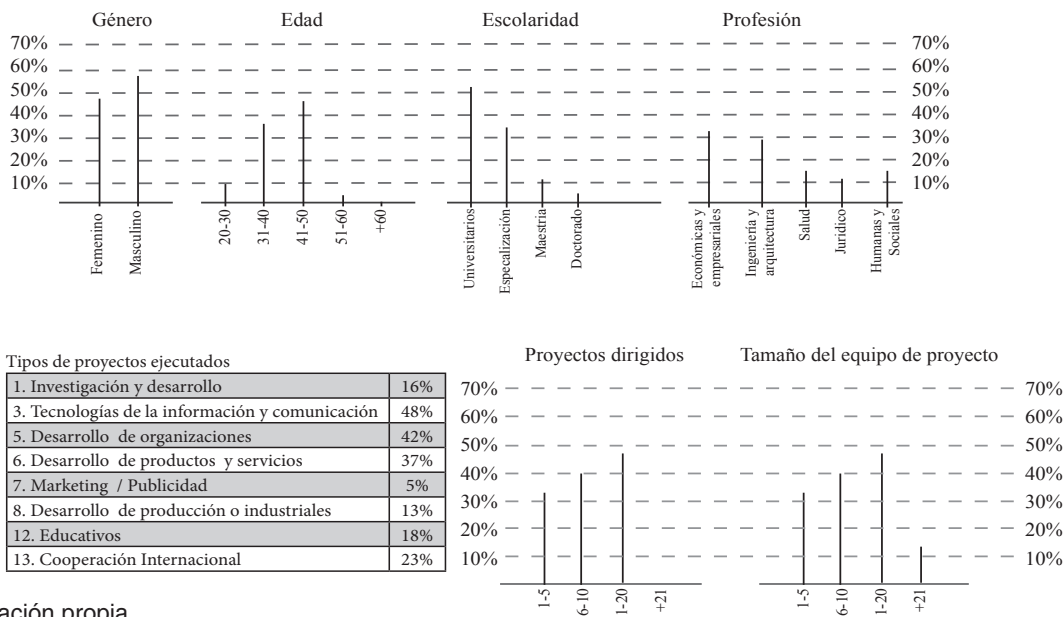 Género Edad Escolaridad Profesión
70% 70%
60% 60%
50% 50%
40% 40%
30% 30%
20% 20%
10% 10%
Femenino
Masculino
20-30
31-40
41-50
51-60
+60
Universitarios
Especalización
Maestria
Doctorado
Económicas y
empresariales
Ingeniería y
arquitectura
Salud
Juridico
Humanas y
Sociales
Tipos de proyectos ejecutados
1. Investigación y desarrollo 16%
3. Tecnologías de la información y comunicación 48%
5. Desarrollo de organizaciones 42%
6. Desarrollo de productos y servicios 37%
7. Marketing / Publicidad 5%
8. Desarrollo de producción o industriales 13%
12. Educativos 18%
13. Cooperación Internacional 23%
Proyectos dirigidos Tamaño del equipo de proyecto
70% 70%
60% 60%
50% 50%
40% 40%
30% 30%
20% 20%
10% 10%
1-5
6-10
1-20
+21
1-5
6-10
1-20
+21
propia